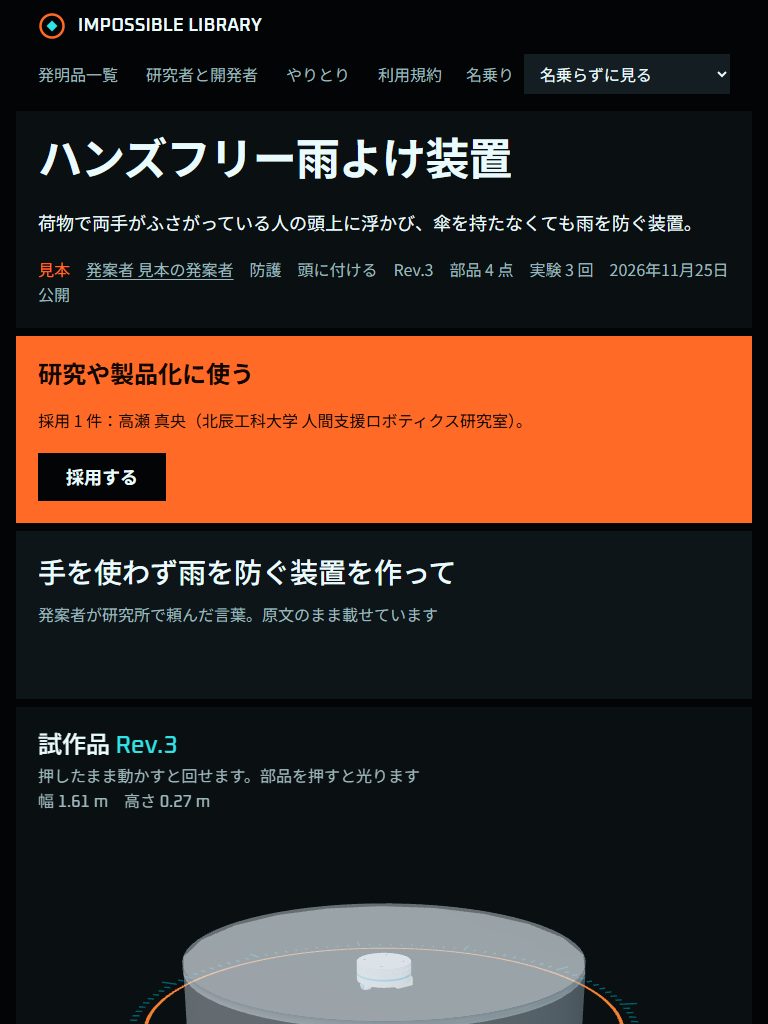 IMPOSSIBLE LIBRARY
発明品一覧 研究者と開発者 やりとり 利用規約 名乗り 名乗らずに見る
ハンズフリー雨よけ装置
荷物で両手がふさがっている人の頭上に浮かび、傘を持たなくても雨を防ぐ装置。
見本 発案者 見本の発案者 防護 頭に付ける Rev.3 部品 4 点 実験 3 回 2026年11月25日
公開
研究や製品化に使う
採用 1 件：高瀬 真央（北辰工科大学 人間支援ロボティクス研究室）。
採用する
手を使わず雨を防ぐ装置を作って
発案者が研究所で頼んだ言葉。原文のまま載せています
試作品 Rev.3
押したまま動かすと回せます。部品を押すと光ります
幅 1.61 m 高さ 0.27 m